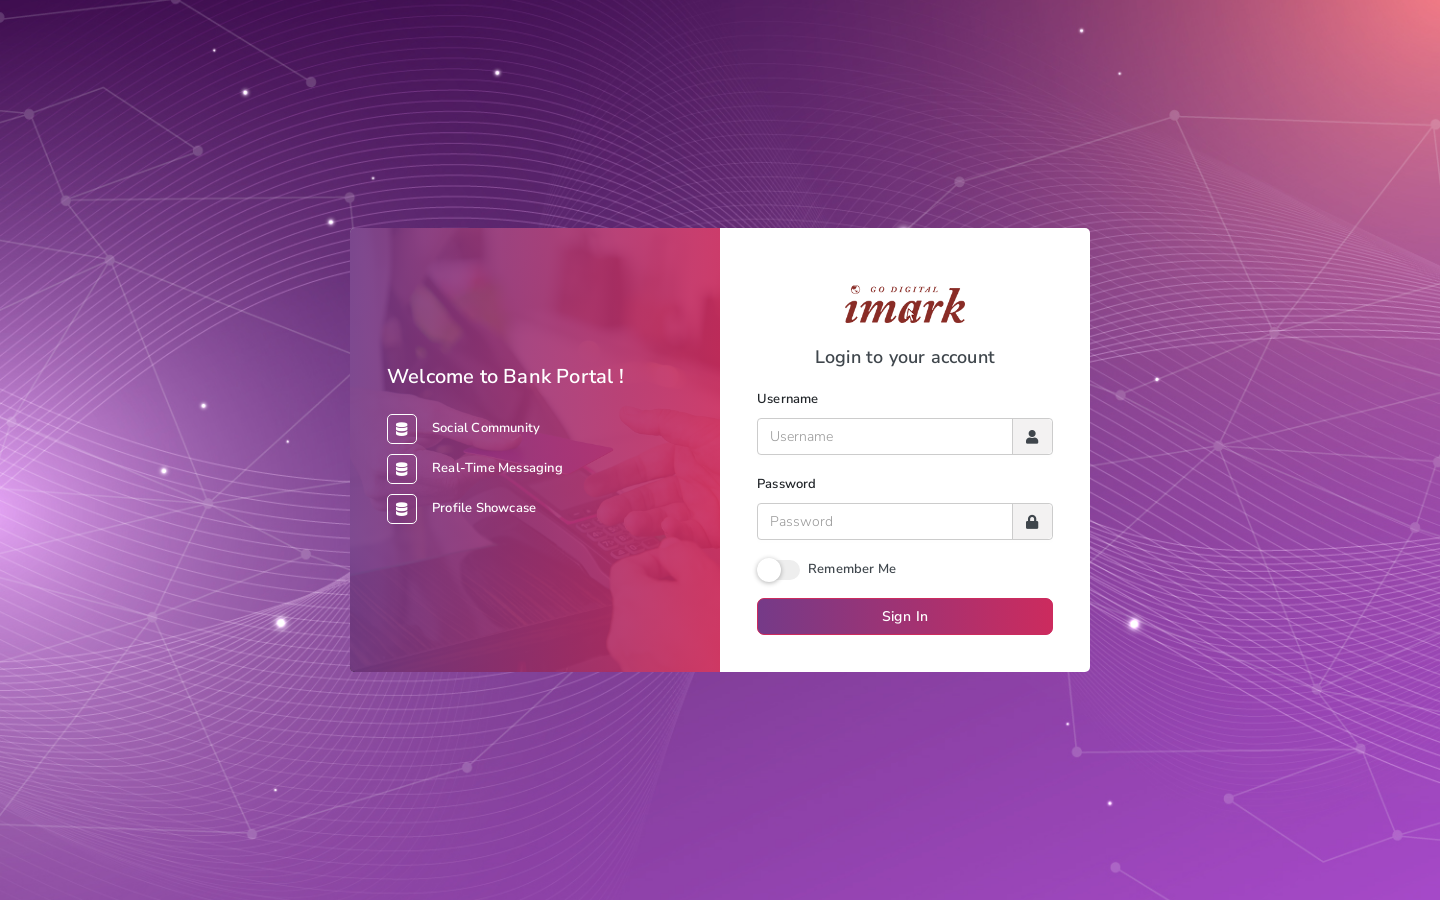 Welcome to Bank Portal !
Social Community
Real-Time Messaging
Profile Showcase
GO DIGITAL
imark
Login to your account
Username
Username
Password
Password
Remember Me
Sign In